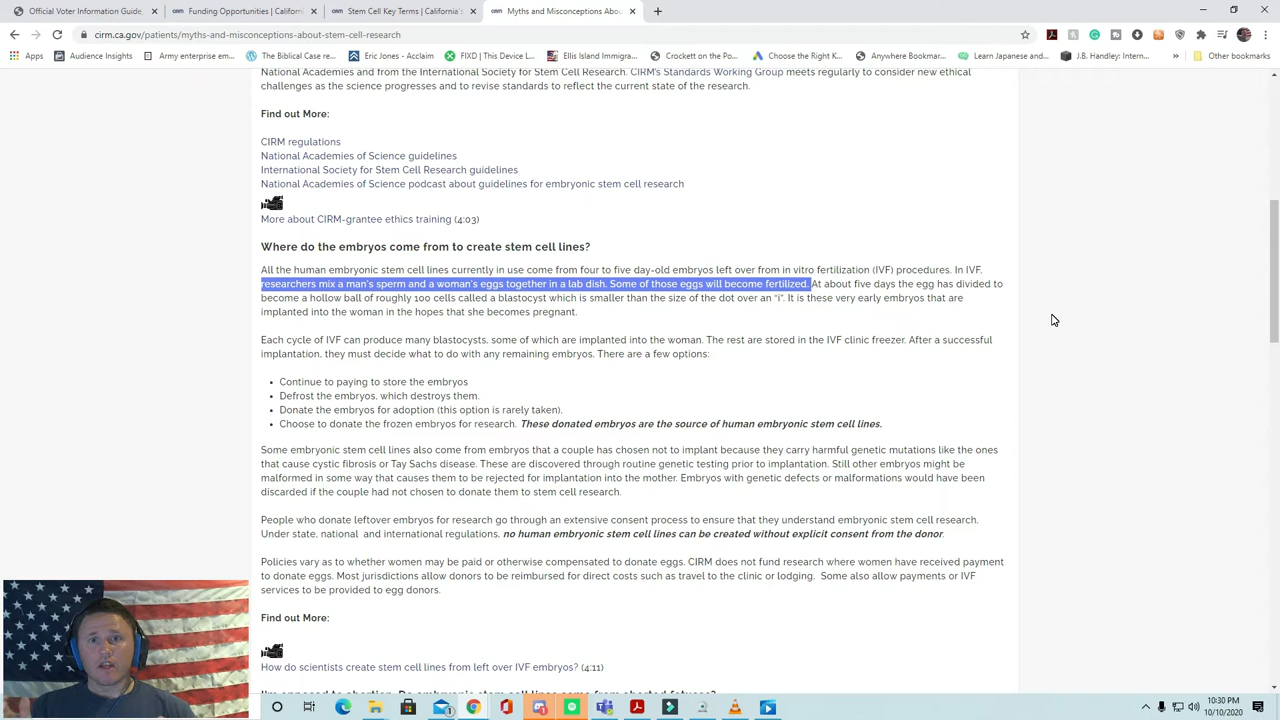 Official Voter Information Guide,
Funding Opportunities | Californi
Stem Cell Key Terms | California's
Myths and Misconceptions About
cirm.ca.gov/patients/myths-and-misconceptions-about-stem-cell-research
Apps
Audience Insights
Army enterprise em...
The Biblical Case re...
Eric Jones - Acclaim
FIXD | This Device L...
Ellis Island Immigra...
Crockett on the Po...
Choose the Right K...
Anywhere Bookmar...
Learn Japanese and...
J.B. Handley: Intern...
Other bookmarks
National Academies and from the International Society for Stem Cell Research. CIRM's Standards Working Group meets regularly to consider new ethical
challenges as the science progresses and to revise standards to reflect the current state of the research.
Find out More:
CIRM regulations
National Academies of Science guidelines
International Society for Stem Cell Research guidelines
National Academies of Science podcast about guidelines for embryonic stem cell research
More about CIRM-grantee ethics training (4:03)
Where do the embryos come from to create stem cell lines?
All the human embryonic stem cell lines currently in use come from four to five day-old embryos left over from in vitro fertilization (IVF) procedures. In IVF,
researchers mix a man's sperm and a woman's eggs together in a lab dish. Some of those eggs will become fertilized. At about five days the egg has divided to
become a hollow ball of roughly 100 cells called a blastocyst which is smaller than the size of the dot over an "i". It is these very early embryos that are
implanted into the woman in the hopes that she becomes pregnant.
Each cycle of IVF can produce many blastocysts, some of which are implanted into the woman. The rest are stored in the IVF clinic freezer. After a successful
implantation, they must decide what to do with any remaining embryos. There are a few options:
• Continue to paying to store the embryos
• Defrost the embryos, which destroys them.
• Donate the embryos for adoption (this option is rarely taken).
• Choose to donate the frozen embryos for research. These donated embryos are the source of human embryonic stem cell lines.
Some embryonic stem cell lines also come from embryos that a couple has chosen not to implant because they carry harmful genetic mutations like the ones
that cause cystic fibrosis or Tay Sachs disease. These are discovered through routine genetic testing prior to implantation. Still other embryos might be
malformed in some way that causes them to be rejected for implantation into the mother. Embryos with genetic defects or malformations would have been
discarded if the couple had not chosen to donate them to stem cell research.
People who donate leftover embryos for research go through an extensive consent process to ensure that they understand embryonic stem cell research.
Under state, national and international regulations, no human embryonic stem cell lines can be created without explicit consent from the donor.
Policies vary as to whether women may be paid or otherwise compensated to donate eggs. CIRM does not fund research where women have received payment
to donate eggs. Most jurisdictions allow donors to be reimbursed for direct costs such as travel to the clinic or lodging. Some also allow payments or IVF
services to be provided to egg donors.
Find out More:
How do scientists create stem cell lines from left over IVF embryos? (4:11)
I'm opposed to abortion. Do embryonic stem cell lines come from aborted fetuses?
10:30 PM
10/10/2020